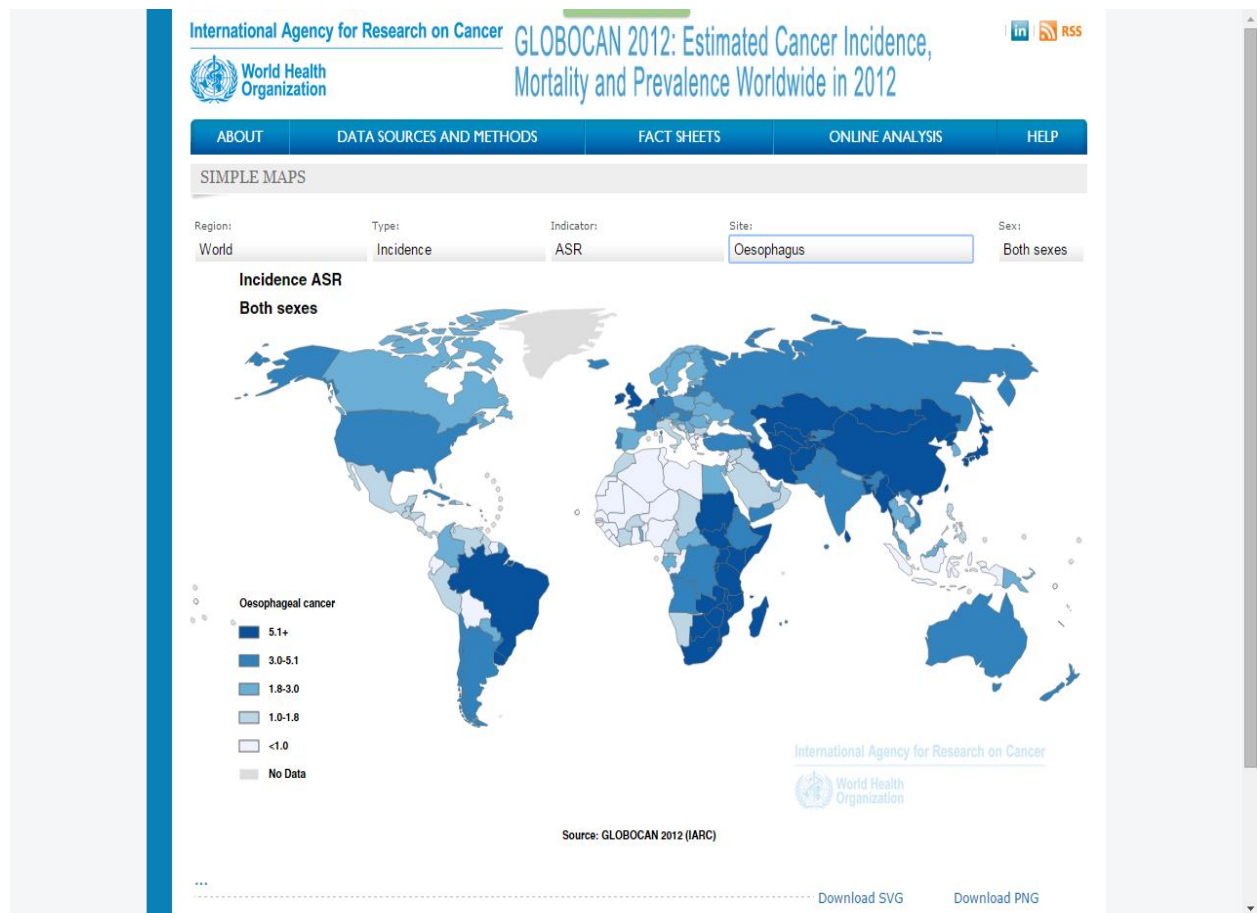 International Agency for Research on Cancer
World Health
Organization
GLOBOCAN 2012: Estimated Cancer Incidence,
Mortality and Prevalence Worldwide in 2012
in
RSS
ABOUT
DATA SOURCES AND METHODS
FACT SHEETS
ONLINE ANALYSIS
HELP
SIMPLE MAPS
Region:
Type:
Indicator:
Site:
Sex:
World
Incidence
ASR
Oesophagus
Both sexes
Incidence ASR
Both sexes
Oesophageal cancer
5.1+
3.0-5.1
1.8-3.0
1.0-1.8
<1.0
No Data
International Agency for Research on Cancer
World Health
Organization
Source: GLOBOCAN 2012 (IARC)
...
Download SVG
Download PNG